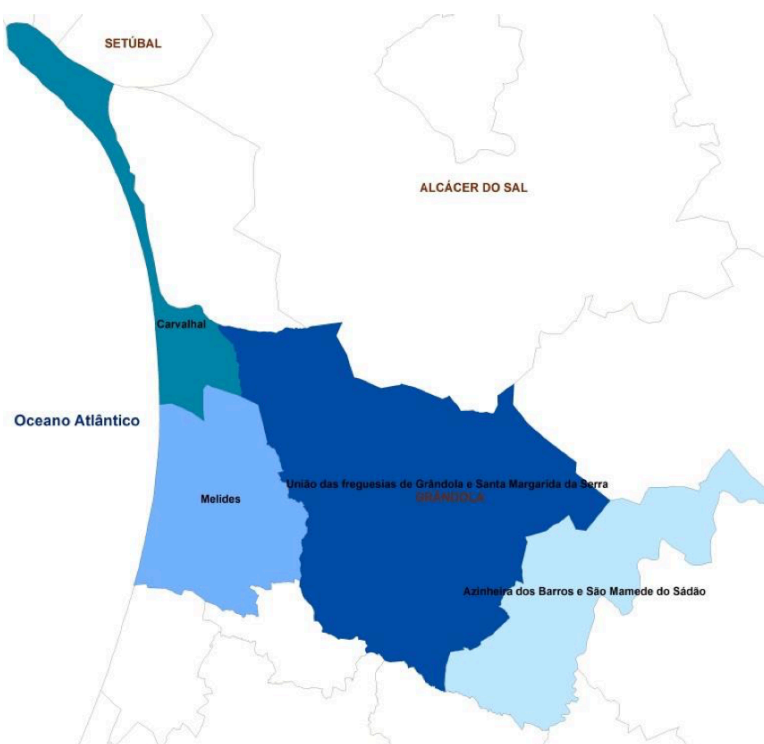 SETÚBAL
ALCÁCER DO SAL
Carvalhal
Oceano Atlântico
União das freguesias de Grândola e Santa Margarida da Serra
GRÂNDOLA
Melides
Azinheira dos Barros e São Mamede do Sádão